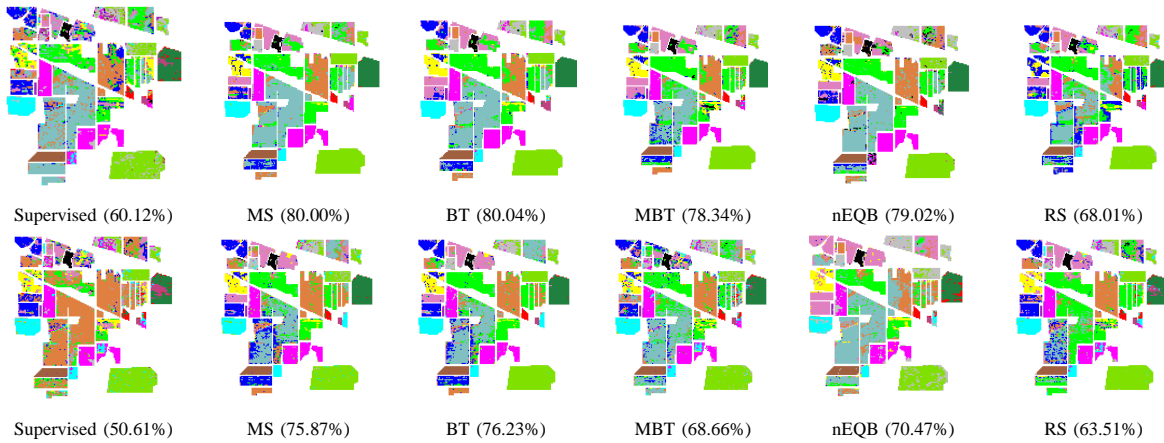 Supervised (60.12%) MS (80.00%) BT (80.04%) MBT (78.34%) nEQB (79.02%) RS (68.01%)
Supervised (50.61%) MS (75.87%) BT (76.23%) MBT (68.66%) nEQB (70.47%) RS (63.51%)